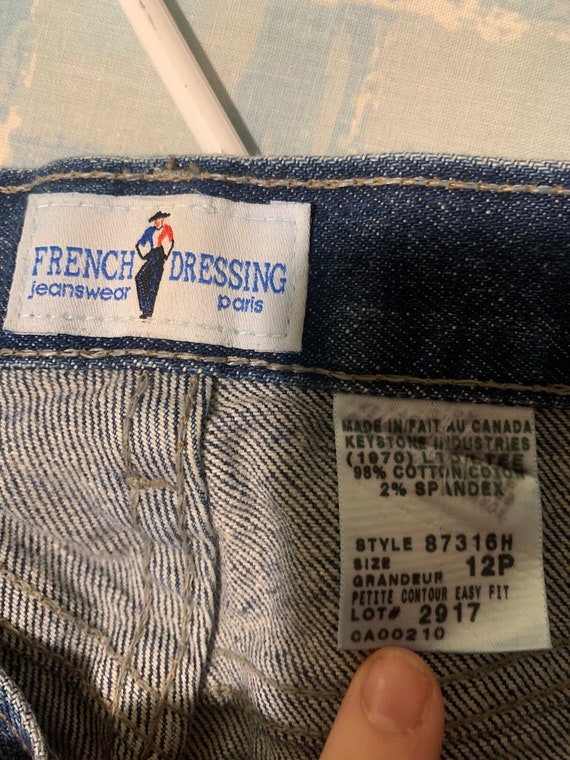 FRENCH DRESSING
jeanswear paris
MADE IN/FAIT AU CANADA
KEYSTONE INDUSTRIES
(1970)
98% COTTON/COTON
2% SPANDEX
STYLE 87316H
SIZE
GRANDEUR 12P
PETITE CONTOUR EASY FIT
LOT# 2917
CA00210